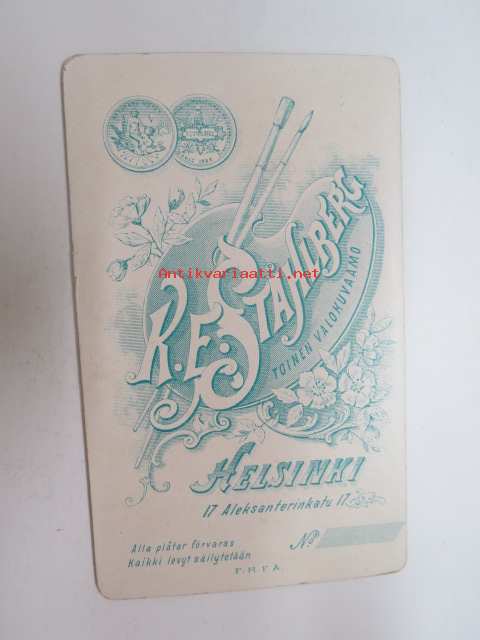 K. E. STÅHLBERG
TOINEN VALOKUVAAMO
Antikvariaatti.net
HELSINKI
17 Aleksanterinkatu 17
Alla plåtar förvaras
Kaikki levyt säilytetään
No